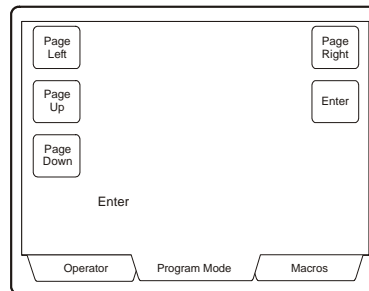 Page
Left
Page
Right
Page
Up
Enter
Page
Down
Enter
Operator
Program Mode
Macros